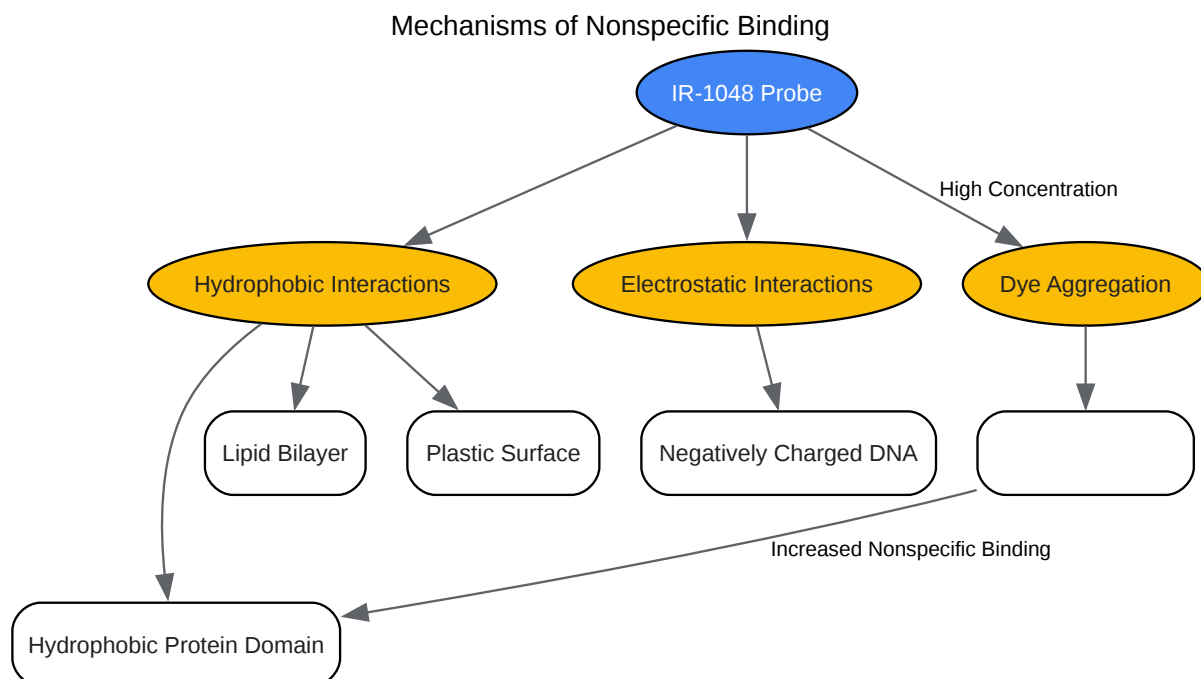 Mechanisms of Nonspecific Binding
IR-1048 Probe
High Concentration
Hydrophobic Interactions
Electrostatic Interactions
Dye Aggregation
Lipid Bilayer
Plastic Surface
Negatively Charged DNA
Increased Nonspecific Binding
Hydrophobic Protein Domain